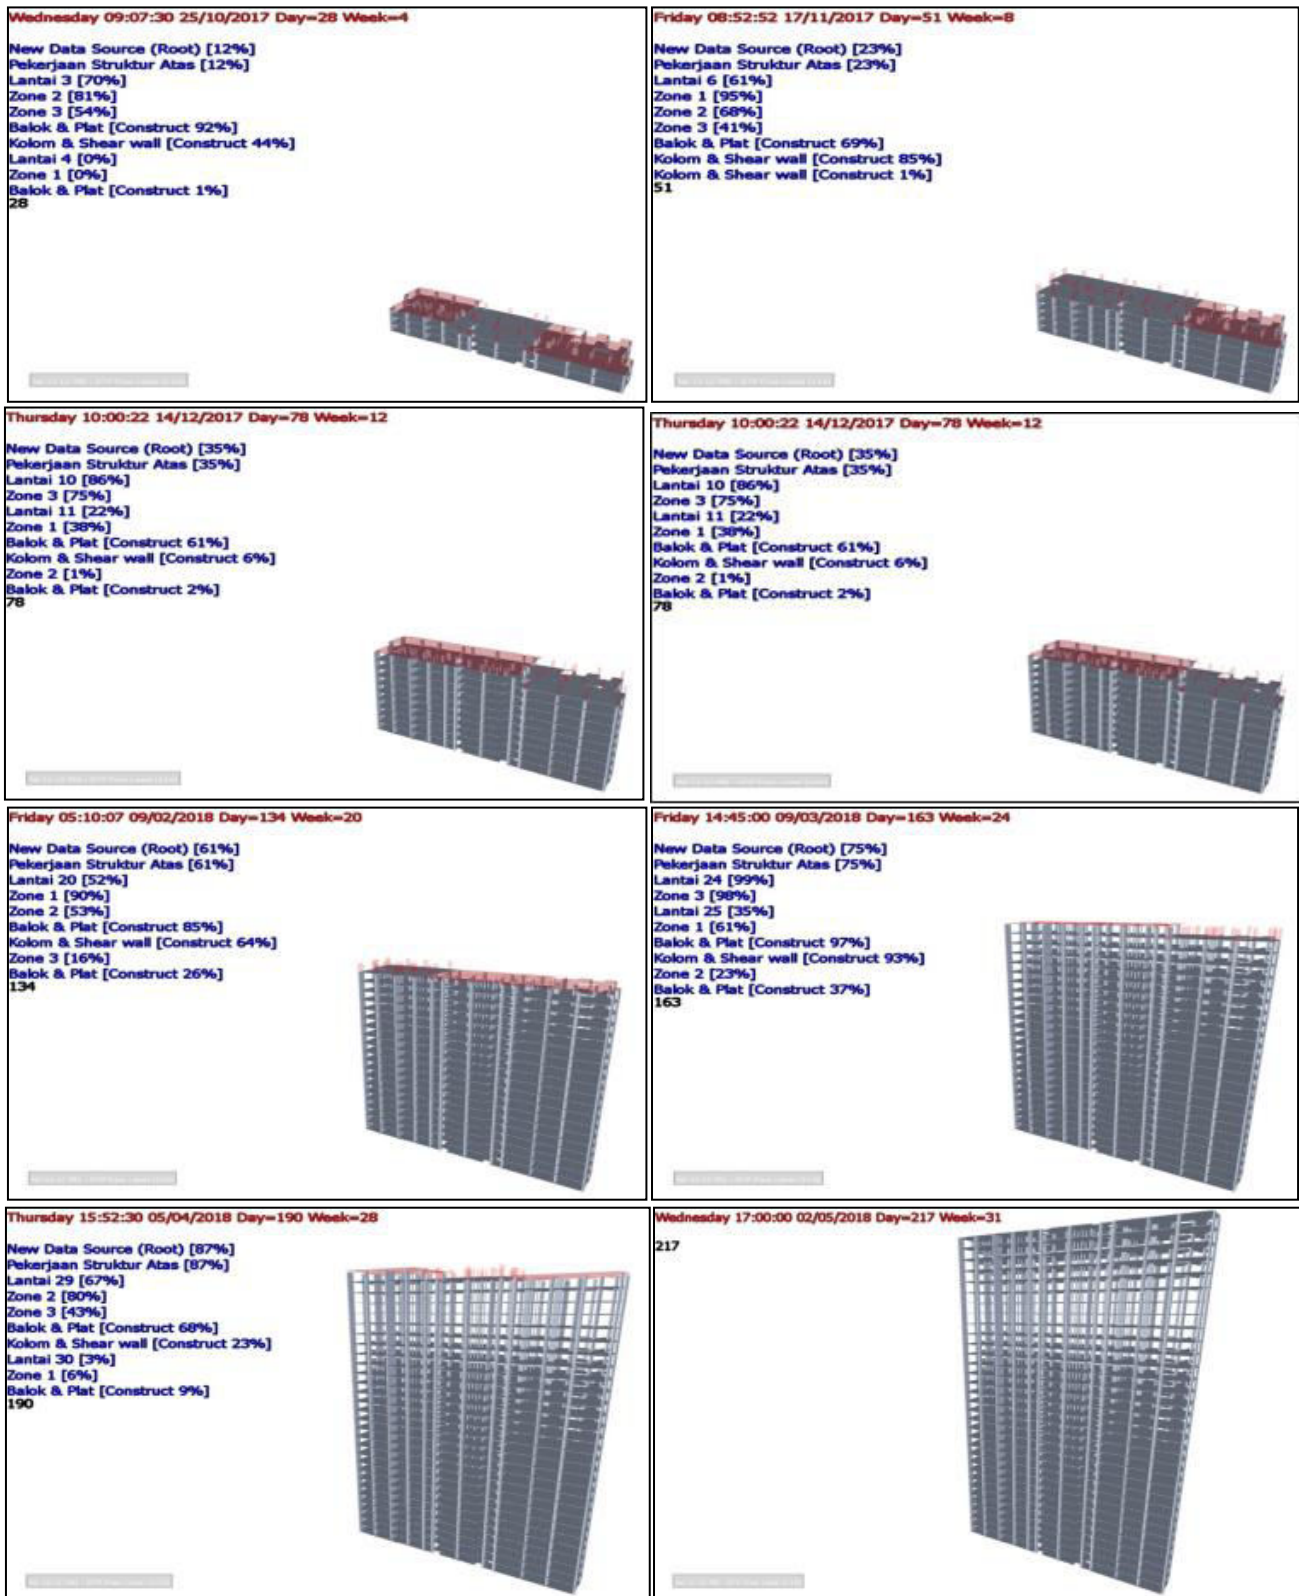 Wednesday 09:07:30 25/10/2017 Day=28 Week=4
New Data Source (Root) [12%]
Pekerjaan Struktur Atas [12%]
Lantai 3 [70%]
Zone 2 [81%]
Zone 3 [54%]
Balok & Plat [Construct 92%]
Kolom & Shear wall [Construct 44%]
Lantai 4 [0%]
Zone 1 [0%]
Balok & Plat [Construct 1%]
28
Friday 08:52:52 17/11/2017 Day=51 Week=8
New Data Source (Root) [23%]
Pekerjaan Struktur Atas [23%]
Lantai 6 [61%]
Zone 1 [95%]
Zone 2 [68%]
Zone 3 [41%]
Balok & Plat [Construct 69%]
Kolom & Shear wall [Construct 85%]
Kolom & Shear wall [Construct 1%]
51
Thursday 10:00:22 14/12/2017 Day=78 Week=12
New Data Source (Root) [35%]
Pekerjaan Struktur Atas [35%]
Lantai 10 [86%]
Zone 3 [75%]
Lantai 11 [22%]
Zone 1 [38%]
Balok & Plat [Construct 61%]
Kolom & Shear wall [Construct 6%]
Zone 2 [1%]
Balok & Plat [Construct 2%]
78
Thursday 10:00:22 14/12/2017 Day=78 Week=12
New Data Source (Root) [35%]
Pekerjaan Struktur Atas [35%]
Lantai 10 [86%]
Zone 3 [75%]
Lantai 11 [22%]
Zone 1 [38%]
Balok & Plat [Construct 61%]
Kolom & Shear wall [Construct 6%]
Zone 2 [1%]
Balok & Plat [Construct 2%]
78
Friday 05:10:07 09/02/2018 Day=134 Week=20
New Data Source (Root) [61%]
Pekerjaan Struktur Atas [61%]
Lantai 20 [52%]
Zone 1 [90%]
Zone 2 [53%]
Balok & Plat [Construct 85%]
Kolom & Shear wall [Construct 64%]
Zone 3 [16%]
Balok & Plat [Construct 26%]
134
Friday 14:45:00 09/03/2018 Day=163 Week=24
New Data Source (Root) [75%]
Pekerjaan Struktur Atas [75%]
Lantai 24 [99%]
Zone 3 [98%]
Lantai 25 [35%]
Zone 1 [61%]
Balok & Plat [Construct 97%]
Kolom & Shear wall [Construct 93%]
Zone 2 [23%]
Balok & Plat [Construct 37%]
163
Thursday 15:52:30 05/04/2018 Day=190 Week=28
New Data Source (Root) [87%]
Pekerjaan Struktur Atas [87%]
Lantai 29 [67%]
Zone 2 [80%]
Zone 3 [43%]
Balok & Plat [Construct 68%]
Kolom & Shear wall [Construct 23%]
Lantai 30 [3%]
Zone 1 [6%]
Balok & Plat [Construct 9%]
190
Wednesday 17:00:00 02/05/2018 Day=217 Week=31
217